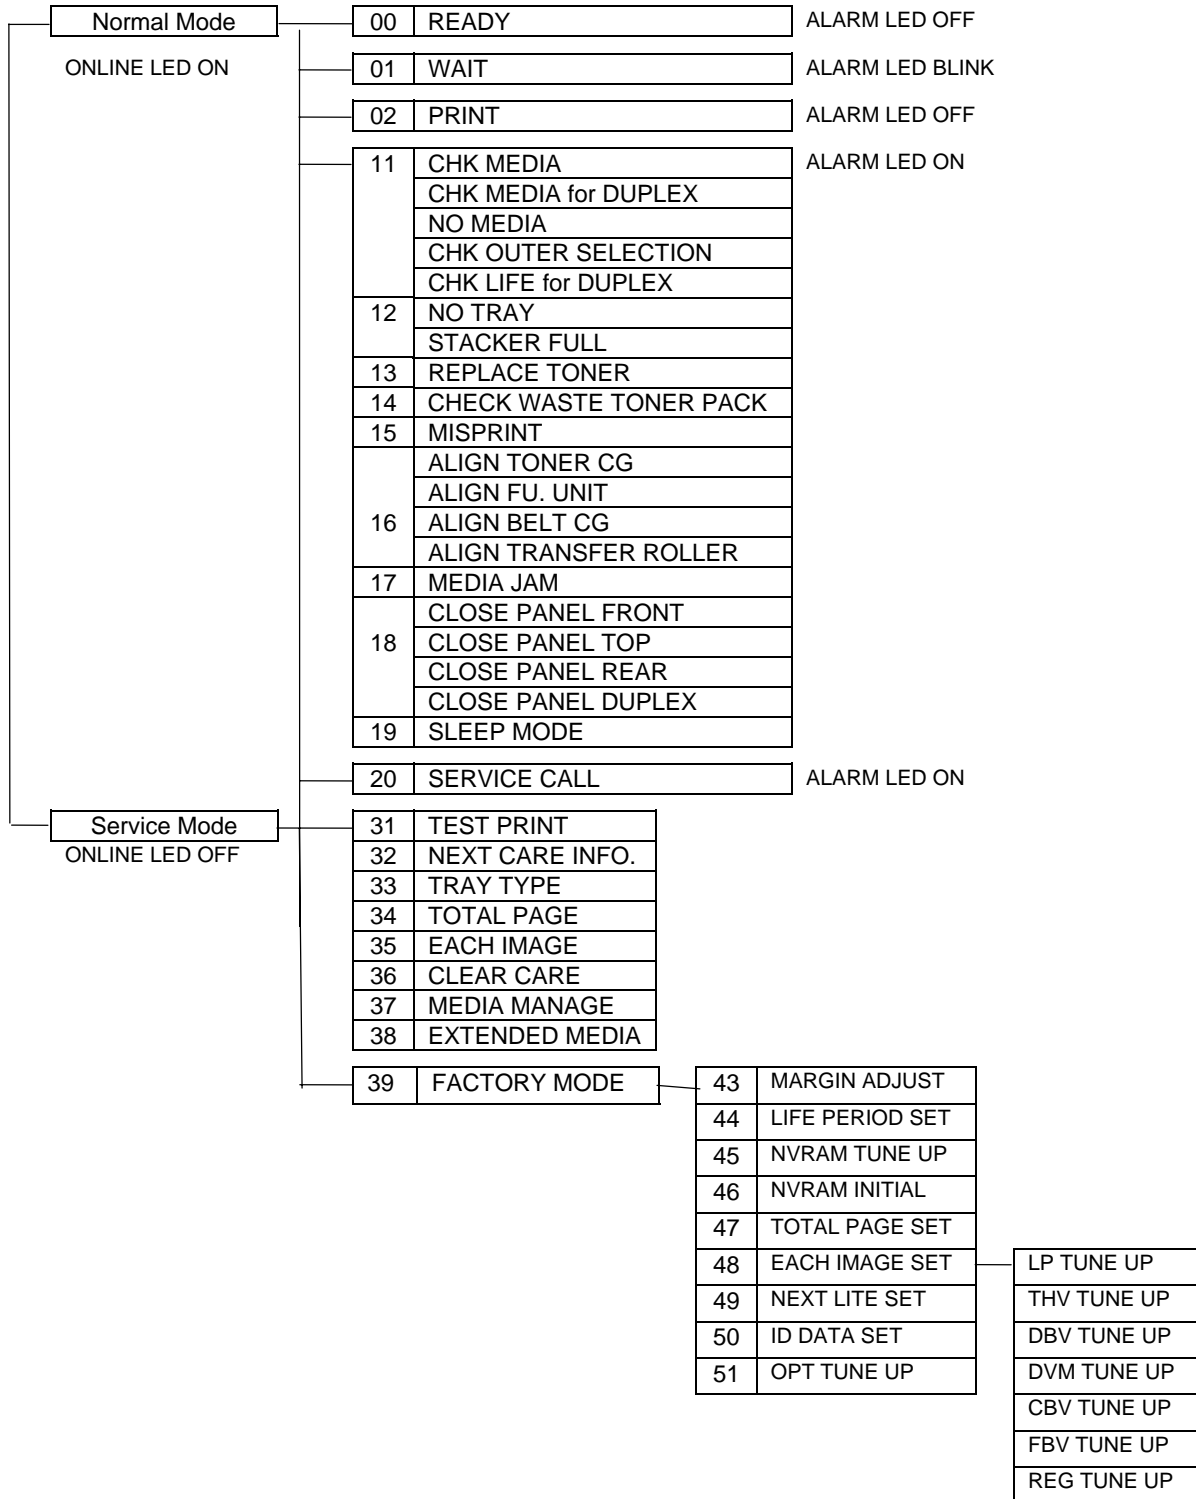 Normal Mode 00 READY ALARM LED OFF
ONLINE LED ON 01 WAIT ALARM LED BLINK
02 PRINT ALARM LED OFF
11 CHK MEDIA ALARM LED ON
CHK MEDIA for DUPLEX
NO MEDIA
CHK OUTER SELECTION
CHK LIFE for DUPLEX
12 NO TRAY
STACKER FULL
13 REPLACE TONER
14 CHECK WASTE TONER PACK
15 MISPRINT
ALIGN TONER CG
ALIGN FU. UNIT
16 ALIGN BELT CG
ALIGN TRANSFER ROLLER
17 MEDIA JAM
CLOSE PANEL FRONT
18 CLOSE PANEL TOP
CLOSE PANEL REAR
CLOSE PANEL DUPLEX
19 SLEEP MODE
20 SERVICE CALL ALARM LED ON
Service Mode 31 TEST PRINT
ONLINE LED OFF 32 NEXT CARE INFO.
33 TRAY TYPE
34 TOTAL PAGE
35 EACH IMAGE
36 CLEAR CARE
37 MEDIA MANAGE
38 EXTENDED MEDIA
39 FACTORY MODE 43 MARGIN ADJUST
44 LIFE PERIOD SET
45 NVRAM TUNE UP
46 NVRAM INITIAL
47 TOTAL PAGE SET
48 EACH IMAGE SET LP TUNE UP
49 NEXT LITE SET THV TUNE UP
50 ID DATA SET DBV TUNE UP
51 OPT TUNE UP DVM TUNE UP
CBV TUNE UP
FBV TUNE UP
REG TUNE UP